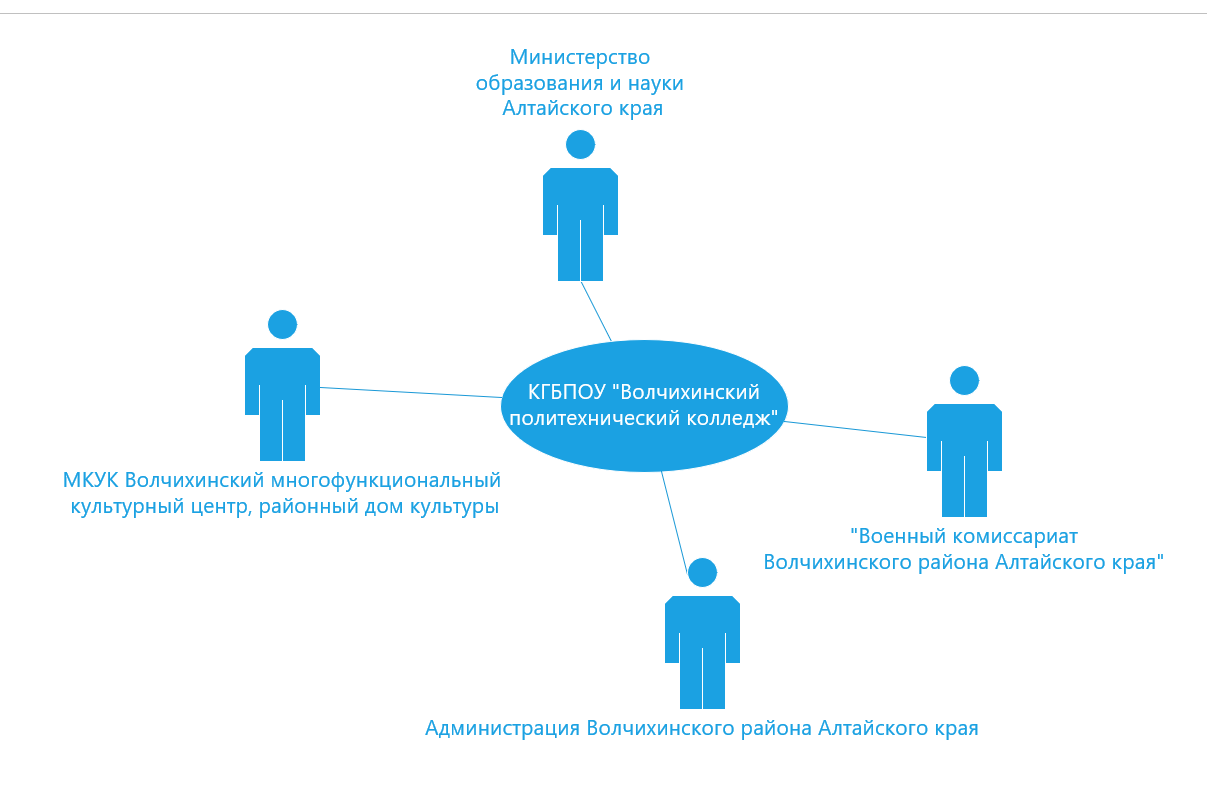 Министерство
образования и науки
Алтайского края
КГБПОУ "Волчихинский
политехнический колледж"
МКУК Волчихинский многофункциональный
культурный центр, районный дом культуры
"Военный комиссариат
Волчихинского района Алтайского края"
Администрация Волчихинского района Алтайского края